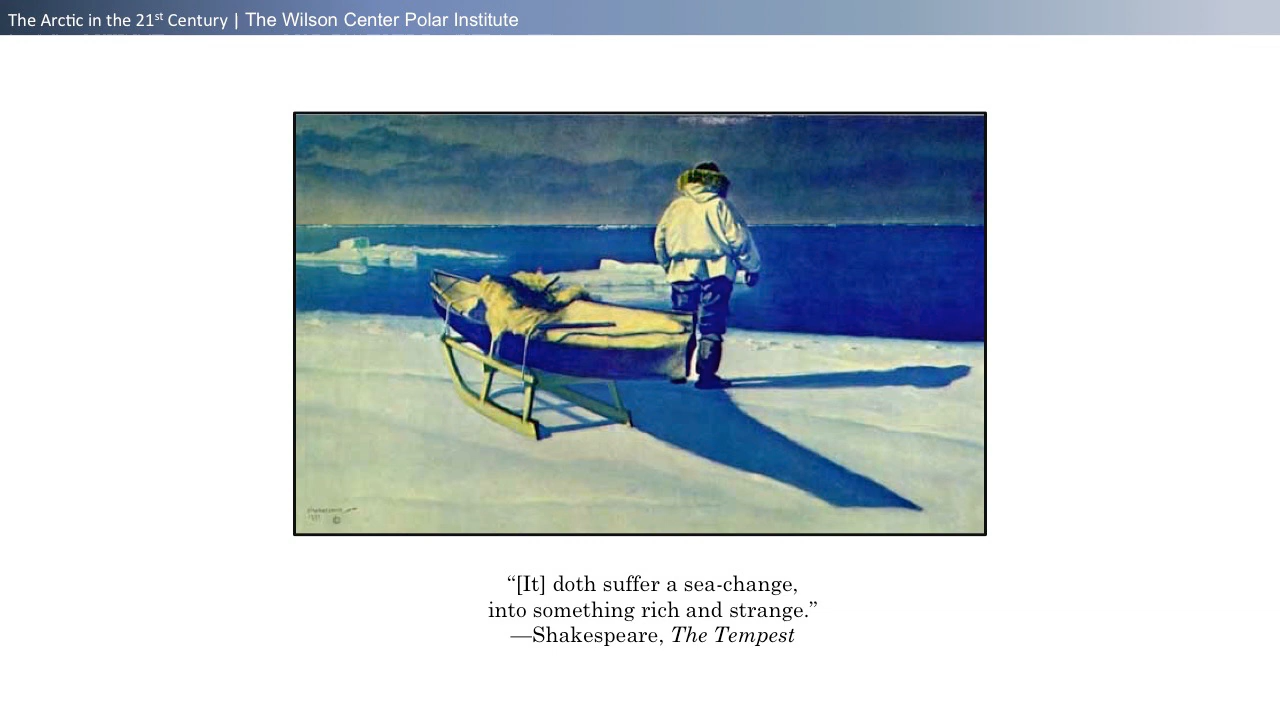 The Arctic in the 21st Century | The Wilson Center Polar Institute
©
“[It] doth suffer a sea-change,
into something rich and strange.”
—Shakespeare, The Tempest